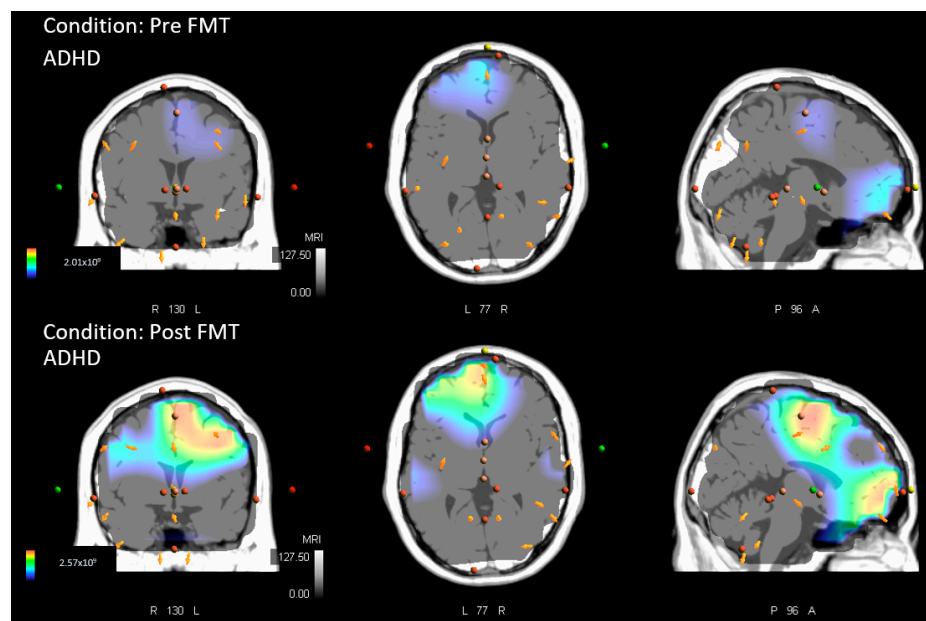 Condition: Pre FMT
ADHD
MRI
127.50
2.01x10⁹
0.00
R 130 L
L 77 R
P 96 A
Condition: Post FMT
ADHD
MRI
127.50
2.57x10⁹
0.00
R 130 L
L 77 R
P 96 A